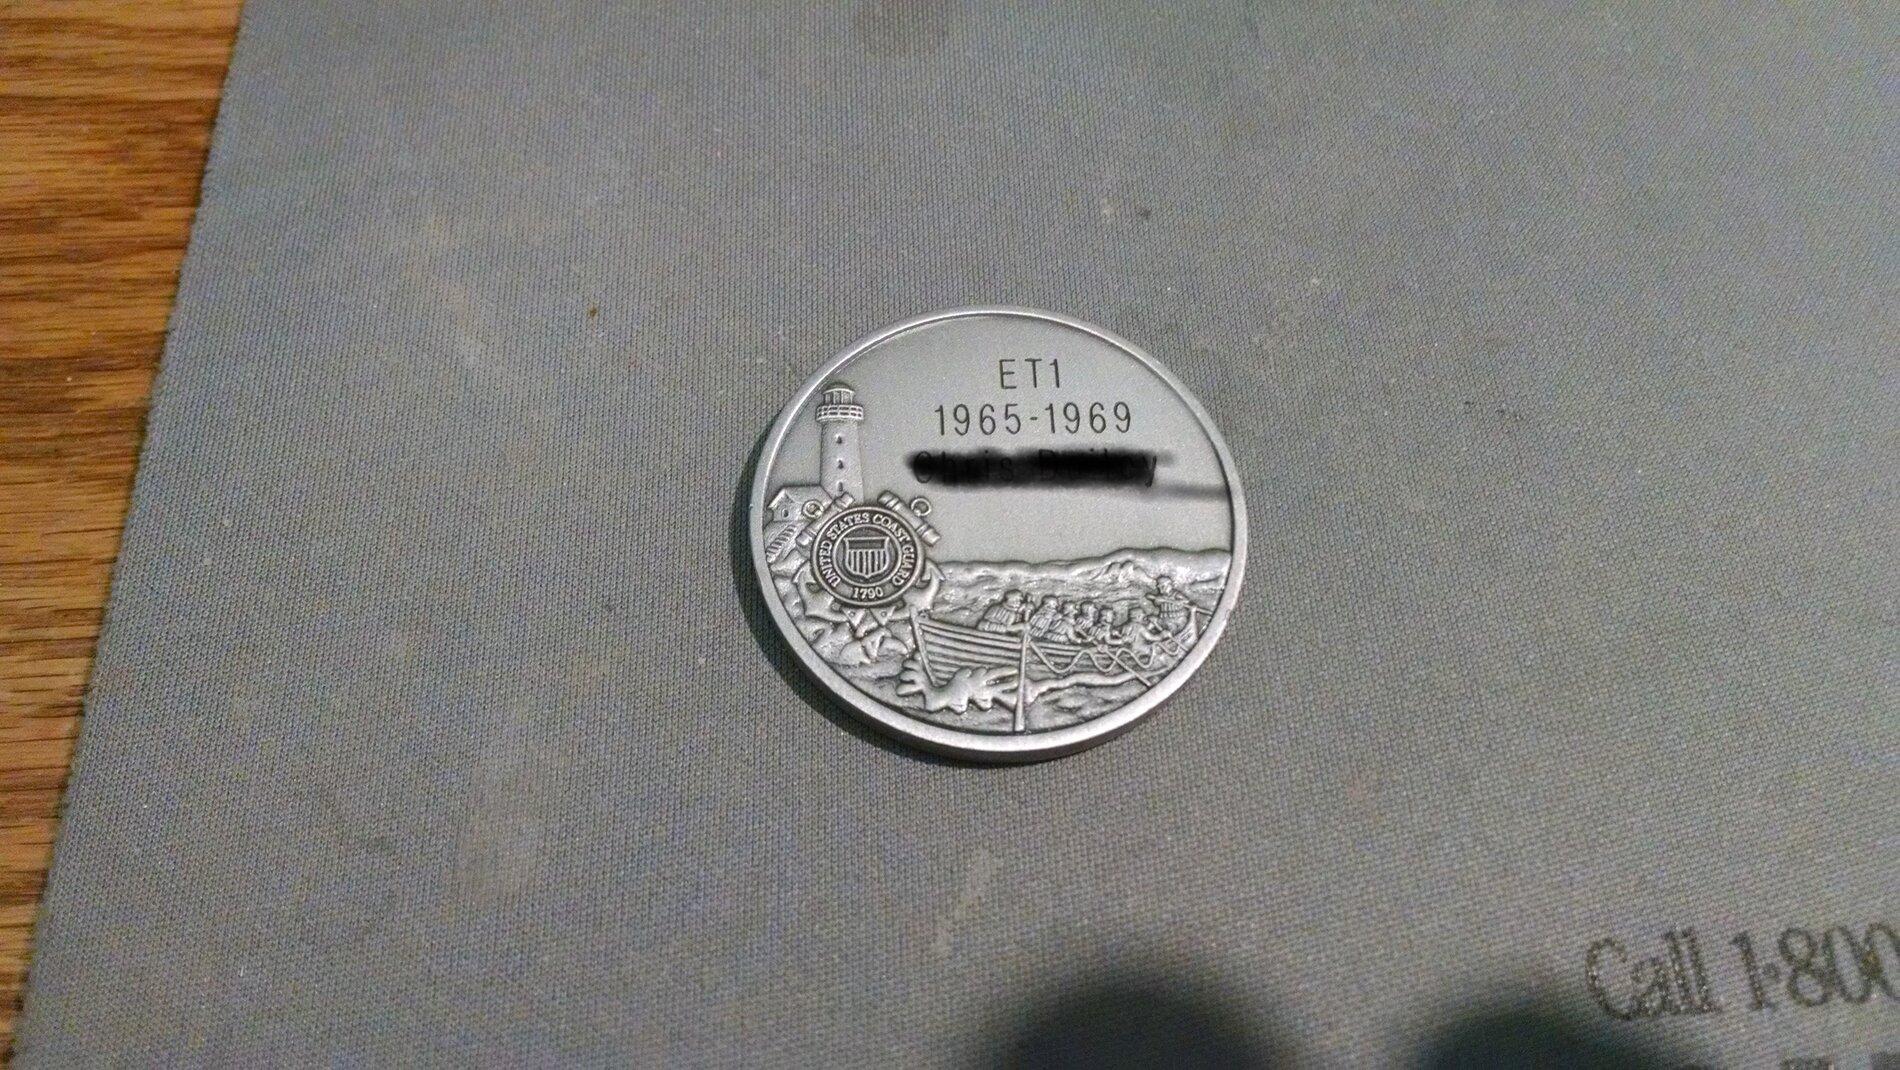 ET1
1965-1969
UNITED STATES COAST GUARD
1790
Call 1-800